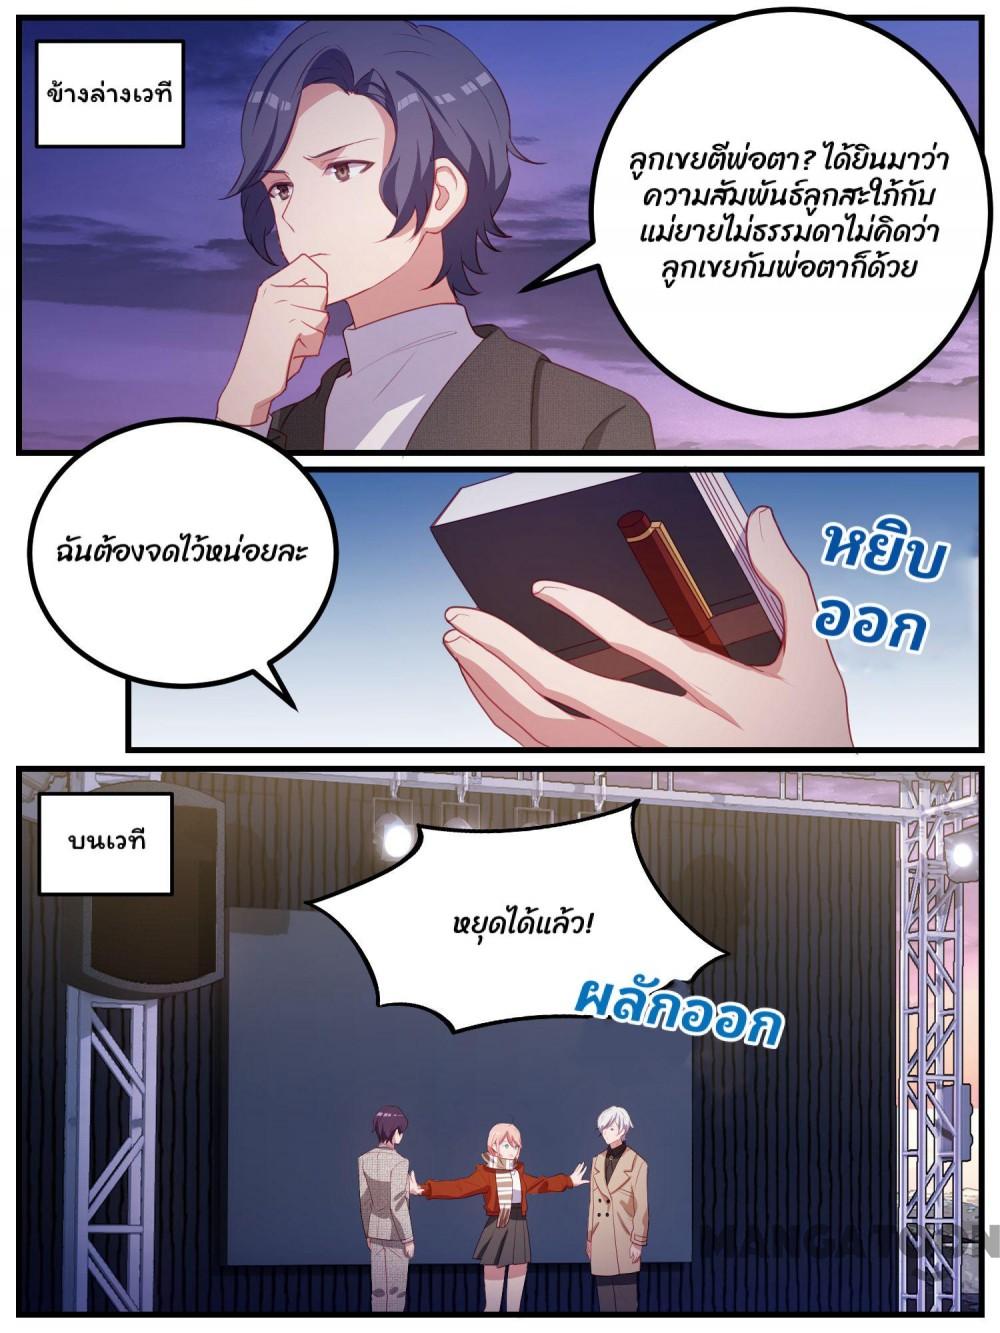 ข้างล่างเวที
ลูกเขยตีพ่อตา? ได้ยินมาว่า
ความสัมพันธ์ลูกสะใภ้กับ
แม่ยายไม่ธรรมดาไม่คิดว่า
ลูกเขยกับพ่อตาก็ด้วย
ฉันต้องจดไว้หน่อยละ
หยิบ
ออก
บนเวที
หยุดได้แล้ว!
ผลักออก
MANGATOON